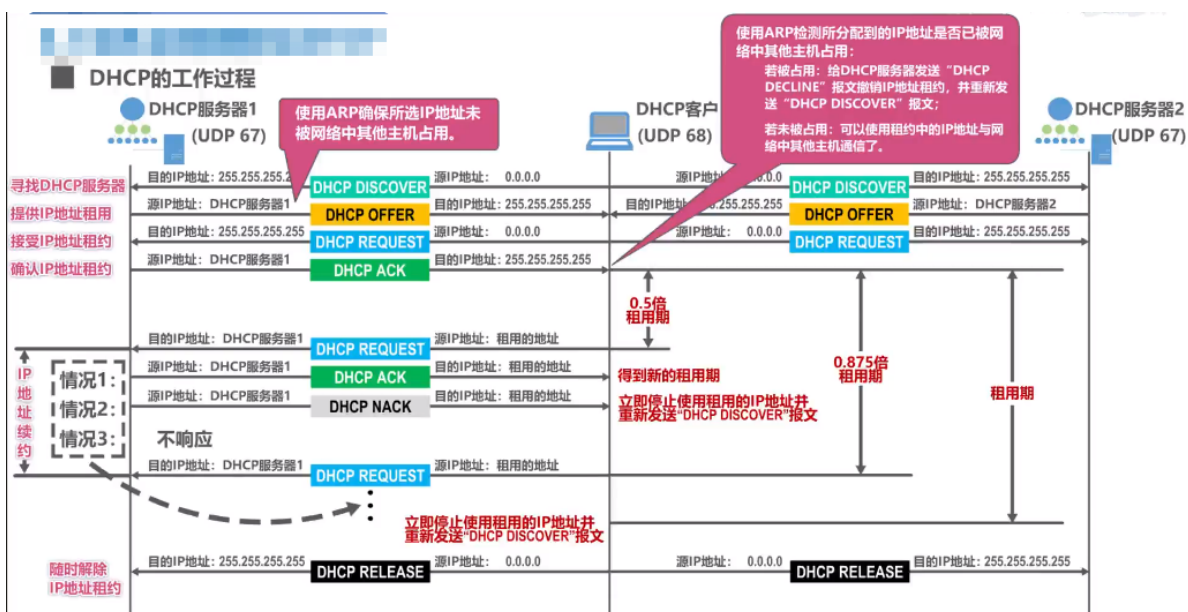 DHCP的工作过程
DHCP服务器1
(UDP 67)
使用ARP确保所选IP地址未
被网络中其他主机占用。
DHCP客户
(UDP 68)
使用ARP检测所分配到的IP地址是否已被网
络中其他主机占用：
若被占用：给DHCP服务器发送“DHCP
DECLINE”报文撤销IP地址租约，并重新发
送“DHCP DISCOVER”报文；
若未被占用：可以使用租约中的IP地址与网
络中其他主机通信了。
DHCP服务器2
(UDP 67)
寻找DHCP服务器
目的IP地址: 255.255.255.2
DHCP DISCOVER
源IP地址: 0.0.0.0
源IP
.0.0.0
DHCP DISCOVER
目的IP地址: 255.255.255.255
提供IP地址租用
源IP地址: DHCP服务器1
DHCP OFFER
目的IP地址: 255.255.255.255
目的IP地址: 255.255.255
DHCP OFFER
源IP地址: DHCP服务器2
接受IP地址租约
目的IP地址: 255.255.255.255
DHCP REQUEST
源IP地址: 0.0.0.0
源IP地址: 0.0.0.0
DHCP REQUEST
目的IP地址: 255.255.255.255
确认IP地址租约
源IP地址: DHCP服务器1
DHCP ACK
目的IP地址: 255.255.255.255
0.5倍
租用期
目的IP地址: DHCP服务器1
DHCP REQUEST
源IP地址: 租用的地址
0.875倍
租用期
租用期
IP
地
址
续
约
情况1:
源IP地址: DHCP服务器1
DHCP ACK
目的IP地址: 租用的地址
得到新的租用期
情况2:
源IP地址: DHCP服务器1
DHCP NACK
目的IP地址: 租用的地址
立即停止使用租用的IP地址并
重新发送“DHCP DISCOVER”报文
情况3:
不响应
目的IP地址: DHCP服务器1
DHCP REQUEST
源IP地址: 租用的地址
立即停止使用租用的IP地址并
重新发送“DHCP DISCOVER”报文
随时解除
IP地址租约
目的IP地址: 255.255.255.255
DHCP RELEASE
源IP地址: 0.0.0.0
源IP地址: 0.0.0.0
DHCP RELEASE
目的IP地址: 255.255.255.255